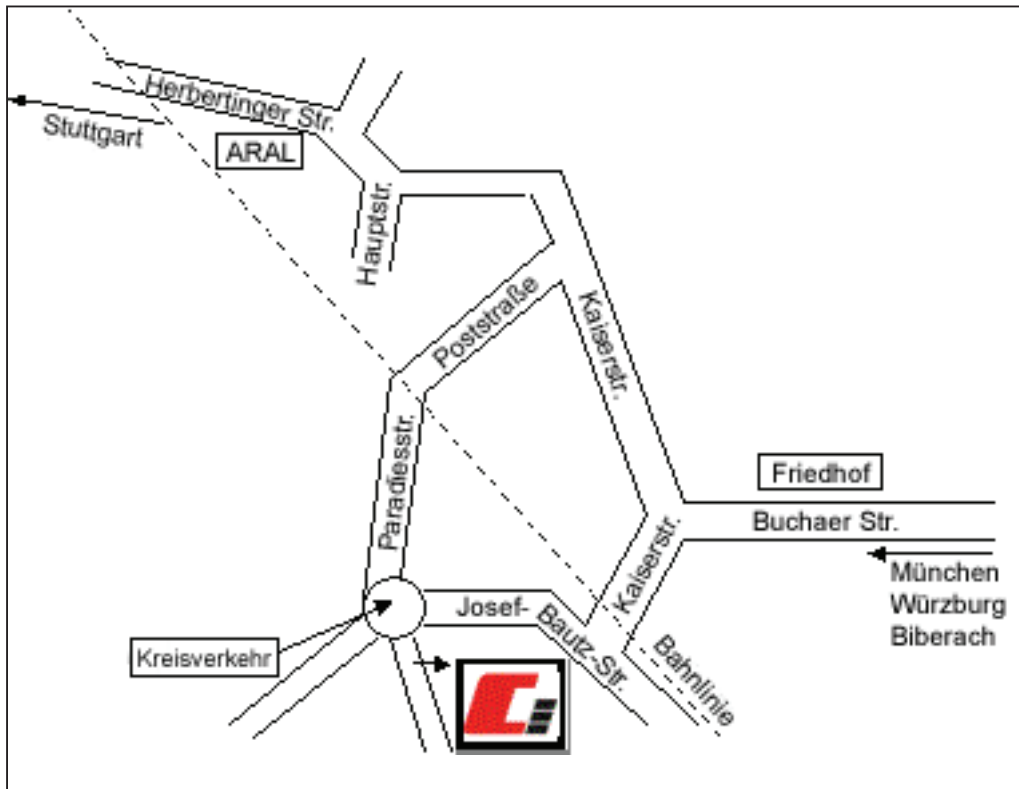 Herbertinger Str.
Stuttgart
ARAL
Hauptstr.
Poststraße
Kaiserstr.
Paradiesstr.
Friedhof
Buchaer Str.
Kaiserstr.
München
Würzburg
Biberach
Josef-
Bautz-Str.
Kreisverkehr
Bahnlinie